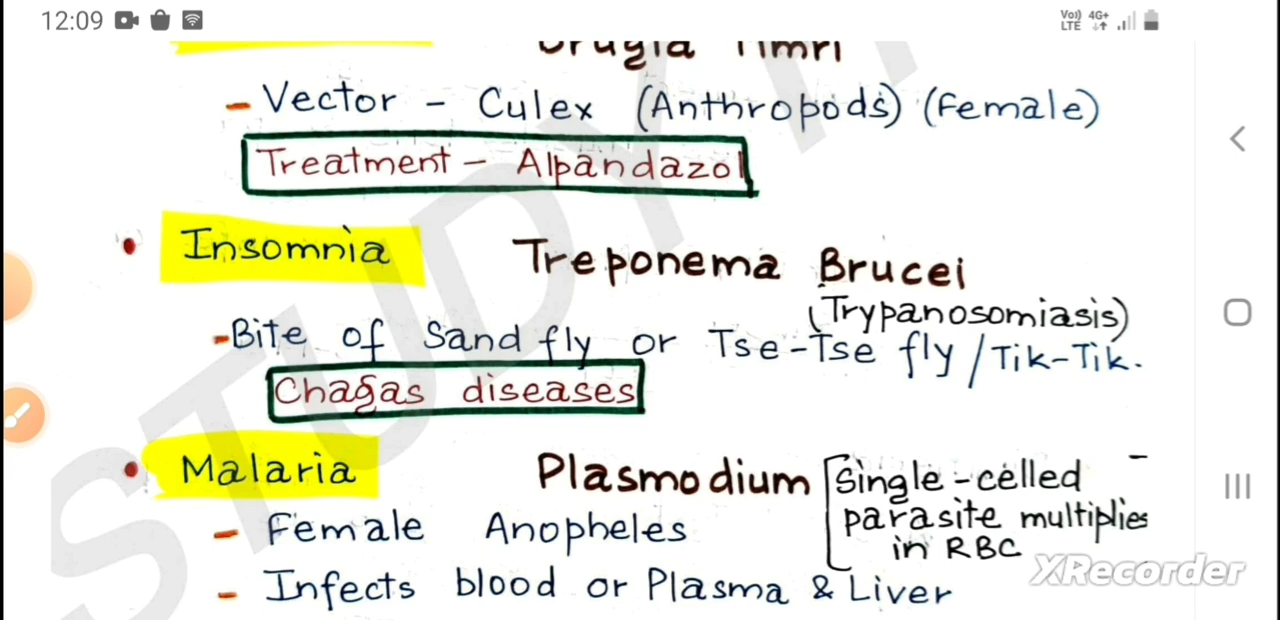 12:09 Vo) LTE 4G+
Brugia Timri
- Vector - Culex (Anthropods) (Female)
Treatment - Alpandazol
• Insomnia Treponema Brucei
(Trypanosomiasis)
- Bite of Sand fly or Tse-Tse fly / Tik-Tik.
Chagas diseases
• Malaria Plasmodium [Single-celled
parasite multiplies
in RBC
- Female Anopheles
- Infects blood or Plasma & Liver
XRecorder
STUDY